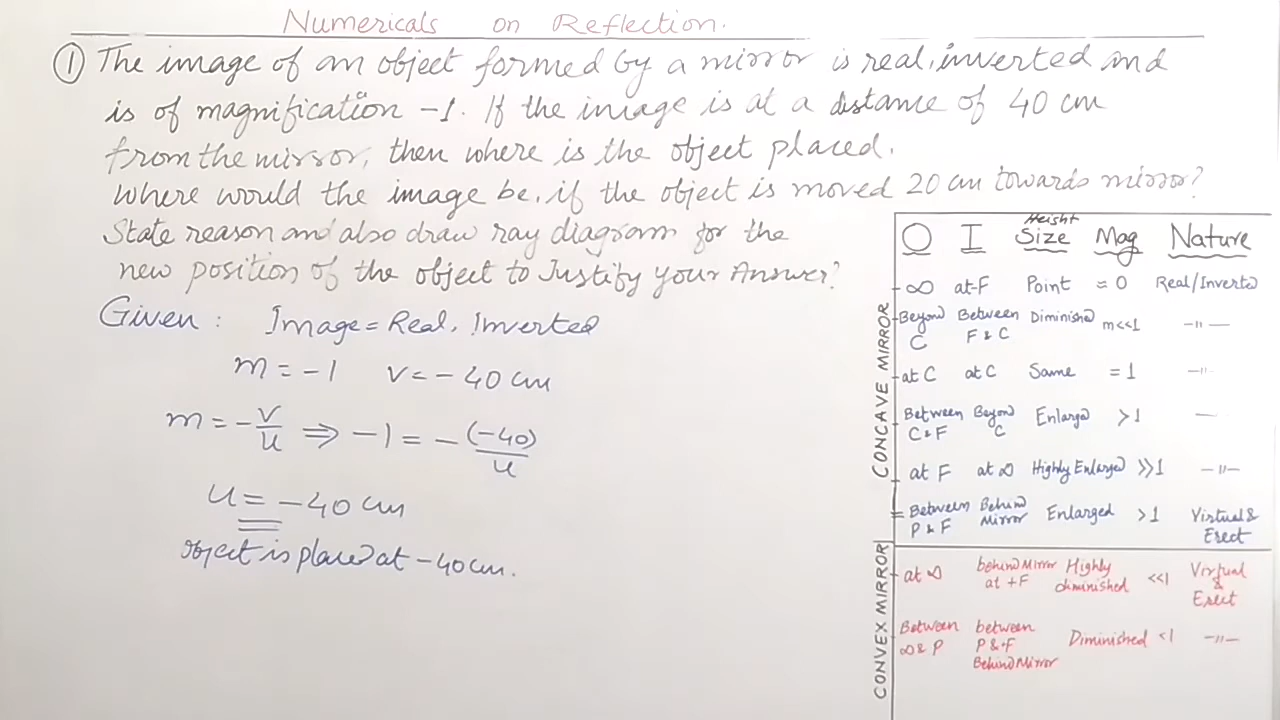 Numericals on Reflection.
① The image of an object formed by a mirror is real, inverted and
is of magnification -1. If the image is at a distance of 40 cm
from the mirror, then where is the object placed.
Where would the image be, if the object is moved 20 cm towards mirror?
State reason and also draw ray diagram for the
new position of the object to Justify your Answer?
Given : Image = Real, Inverted
m = -1 v = -40 cm
m = -v/u ⇒ -1 = -(-40)/u
u = -40 cm
object is placed at -40 cm.
CONCAVE MIRROR
O I Height Size Mag Nature
∞ at F Point ≈ 0 Real/Inverted
Beyond C Between F & C Diminished m<<1 -"-
at C at C Same = 1 -"-
Between C & F Beyond C Enlarged >1 -"-
at F at ∞ Highly Enlarged >>1 -"-
Between P & F Behind Mirror Enlarged >1 Virtual & Erect
CONVEX MIRROR
at ∞ behind Mirror at +F Highly diminished <<1 Virtual & Erect
Between ∞ & P between P & F Behind Mirror Diminished <1 -"-